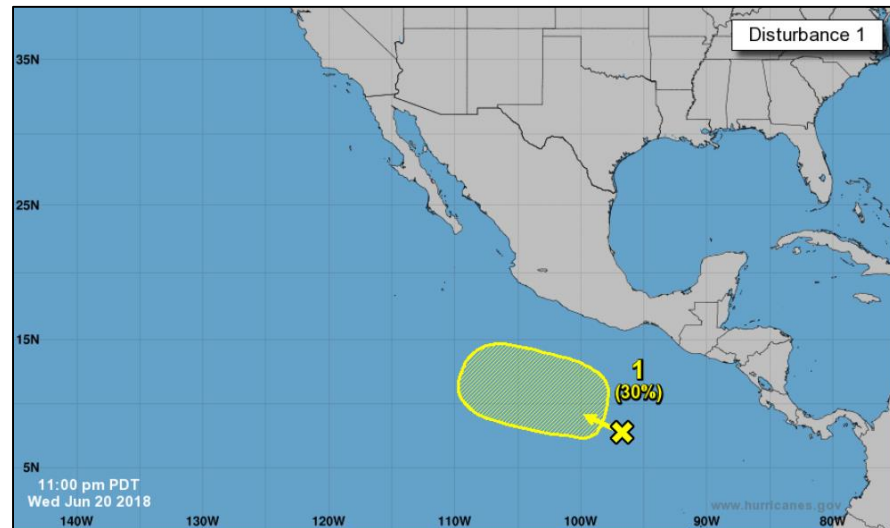 Disturbance 1
35N
25N
15N
5N
1
(30%)
11:00 pm PDT
Wed Jun 20 2018
www.hurricanes.gov
140W
130W
120W
110W
100W
90W
80W